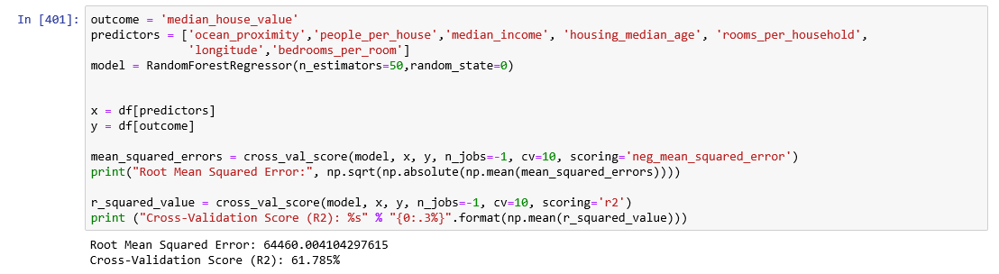 In [401]: outcome = 'median_house_value'
predictors = ['ocean_proximity','people_per_house','median_income', 'housing_median_age', 'rooms_per_household',
'longitude','bedrooms_per_room']
model = RandomForestRegressor(n_estimators=50,random_state=0)
x = df[predictors]
y = df[outcome]
mean_squared_errors = cross_val_score(model, x, y, n_jobs=-1, cv=10, scoring='neg_mean_squared_error')
print("Root Mean Squared Error:", np.sqrt(np.absolute(np.mean(mean_squared_errors))))
r_squared_value = cross_val_score(model, x, y, n_jobs=-1, cv=10, scoring='r2')
print ("Cross-Validation Score (R2): %s" % "{0:.3%}".format(np.mean(r_squared_value)))
Root Mean Squared Error: 64460.004104297615
Cross-Validation Score (R2): 61.785%